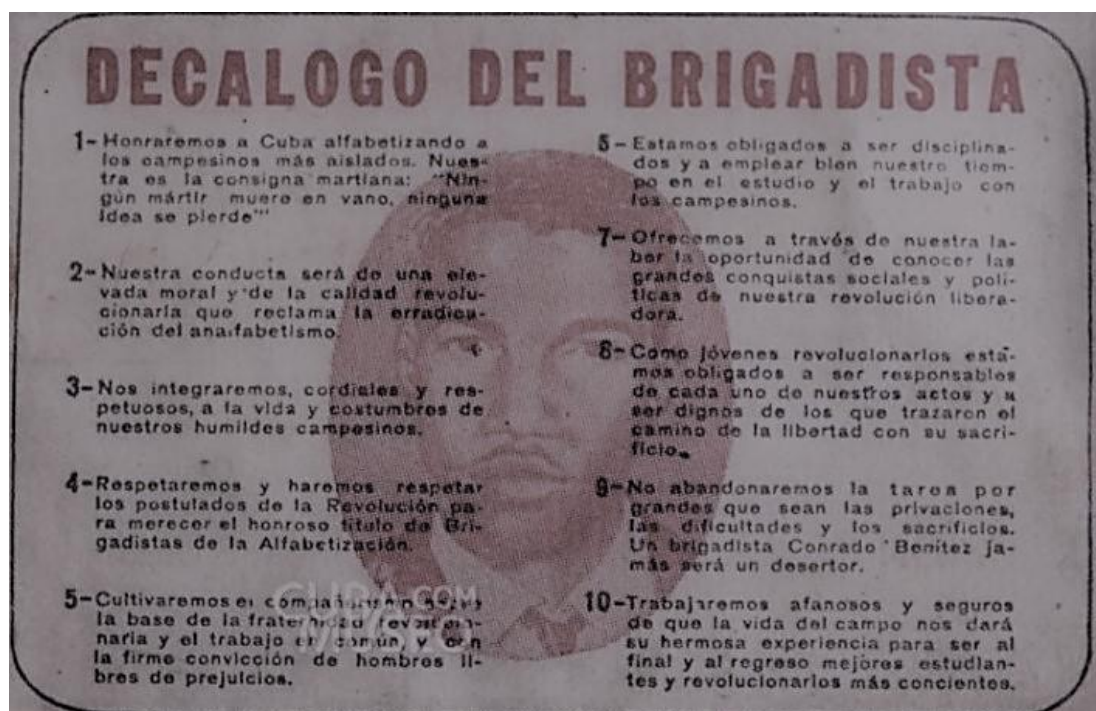 DECALOGO DEL BRIGADISTA
1-Honraremos a Cuba alfabetizando a
los campesinos más aislados. Nues-
tra es la consigna martiana: "Nin-
gún mártir muere en vano, ninguna
idea se pierde"
2-Nuestra conducta será de una ele-
vada moral y de la calidad revolu-
cionaria que reclama la erradica-
ción del analfabetismo.
3-Nos integraremos, cordiales y res-
petuosos, a la vida y costumbres de
nuestros humildes campesinos.
4-Respetaremos y haremos respetar
los postulados de la Revolución pa-
ra merecer el honroso título de Bri-
gadistas de la Alfabetización.
5-Cultivaremos el
la base de la fraternidad
naria y el trabajo en común, y con
la firme convicción de hombres li-
bres de prejuicios.
6-Estamos obligados a ser disciplina-
dos y a emplear bien nuestro tiem-
po en el estudio y el trabajo con
los campesinos.
7-Ofrecemos a través de nuestra la-
bor la oportunidad de conocer las
grandes conquistas sociales y polí-
ticas de nuestra revolución libera-
dora.
8-Como jóvenes revolucionarios esta-
mos obligados a ser responsables
de cada uno de nuestros actos y a
ser dignos de los que trazaron el
camino de la libertad con su sacri-
ficio.
9-No abandonaremos la tarea por
grandes que sean las privaciones,
las dificultades y los sacrificios.
Un brigadista Conrado Benítez ja-
más será un desertor.
10-Trabajaremos afanosos y seguros
de que la vida del campo nos dará
su hermosa experiencia para ser al
final y al regreso mejores estudian-
tes y revolucionarios más concientes.